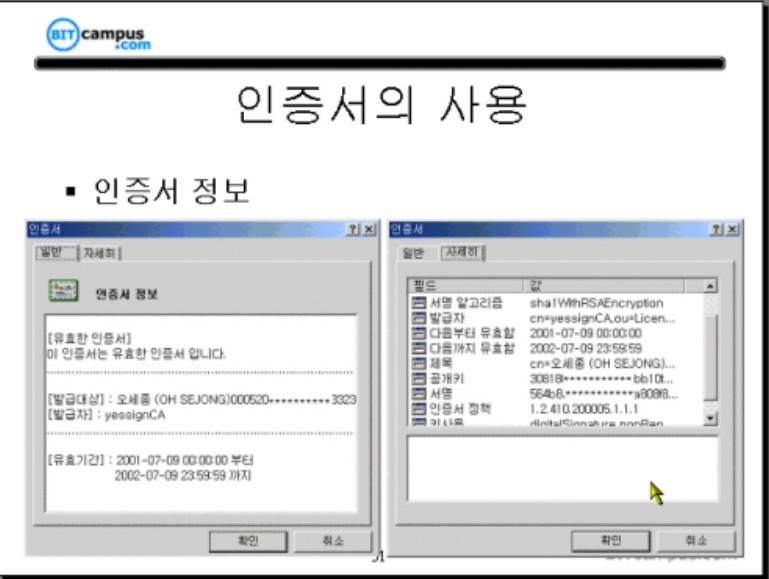 BIT campus
.com
인증서의 사용
▪ 인증서 정보
인증서
일반 자세히
인증서 정보
[유효한 인증서]
이 인증서는 유효한 인증서 입니다.
[발급대상] : 오세종 (OH SEJONG)000520**********3323
[발급자] : yessignCA
[유효기간] : 2001-07-09 00:00:00 부터
2002-07-09 23:59:59 까지
확인 취소
인증서
일반 자세히
필드 값
서명 알고리즘 sha1WithRSAEncryption
발급자 cn=yessignCA,ou=Licen...
다음부터 유효함 2001-07-09 00:00:00
다음까지 유효함 2002-07-09 23:59:59
제목 cn=오세종 (OH SEJONG)...
공개키 30818***********bb10t...
서명 564b8.***********a808f8...
인증서 정책 1.2.410.200005.1.1.1
키사용 digitalSignature,nonRep...
확인 취소